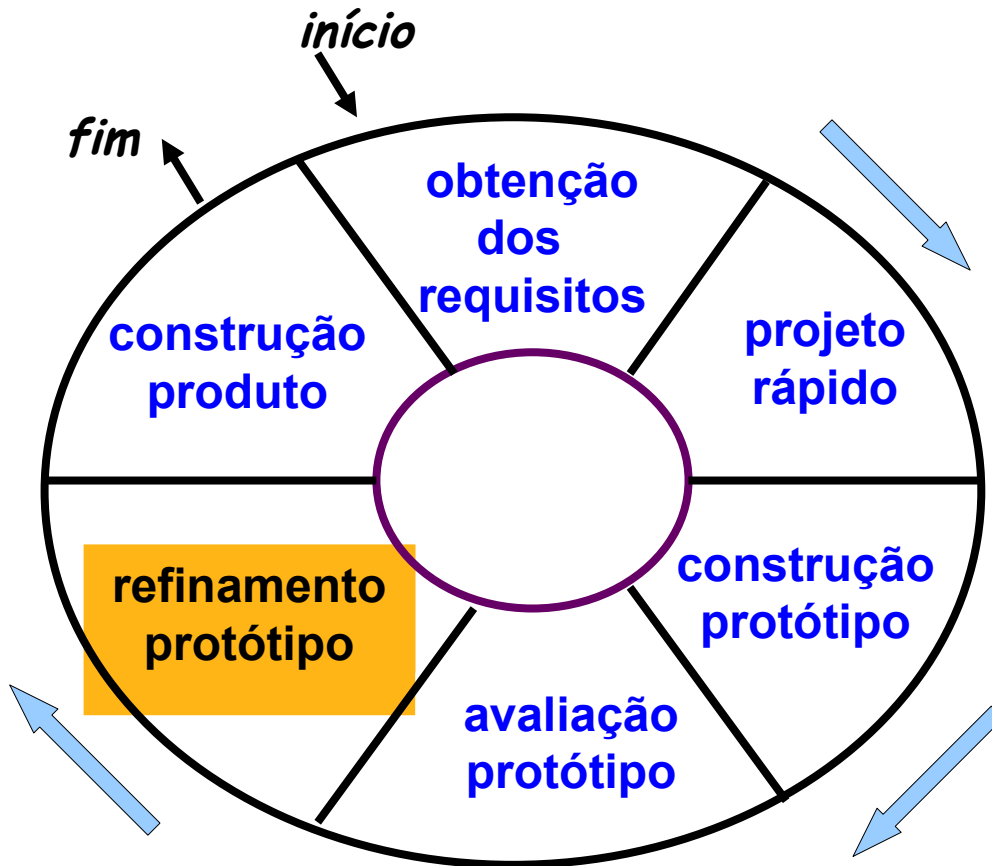 início
fim
obtenção
dos
requisitos
projeto
rápido
construção
protótipo
avaliação
protótipo
refinamento
protótipo
construção
produto